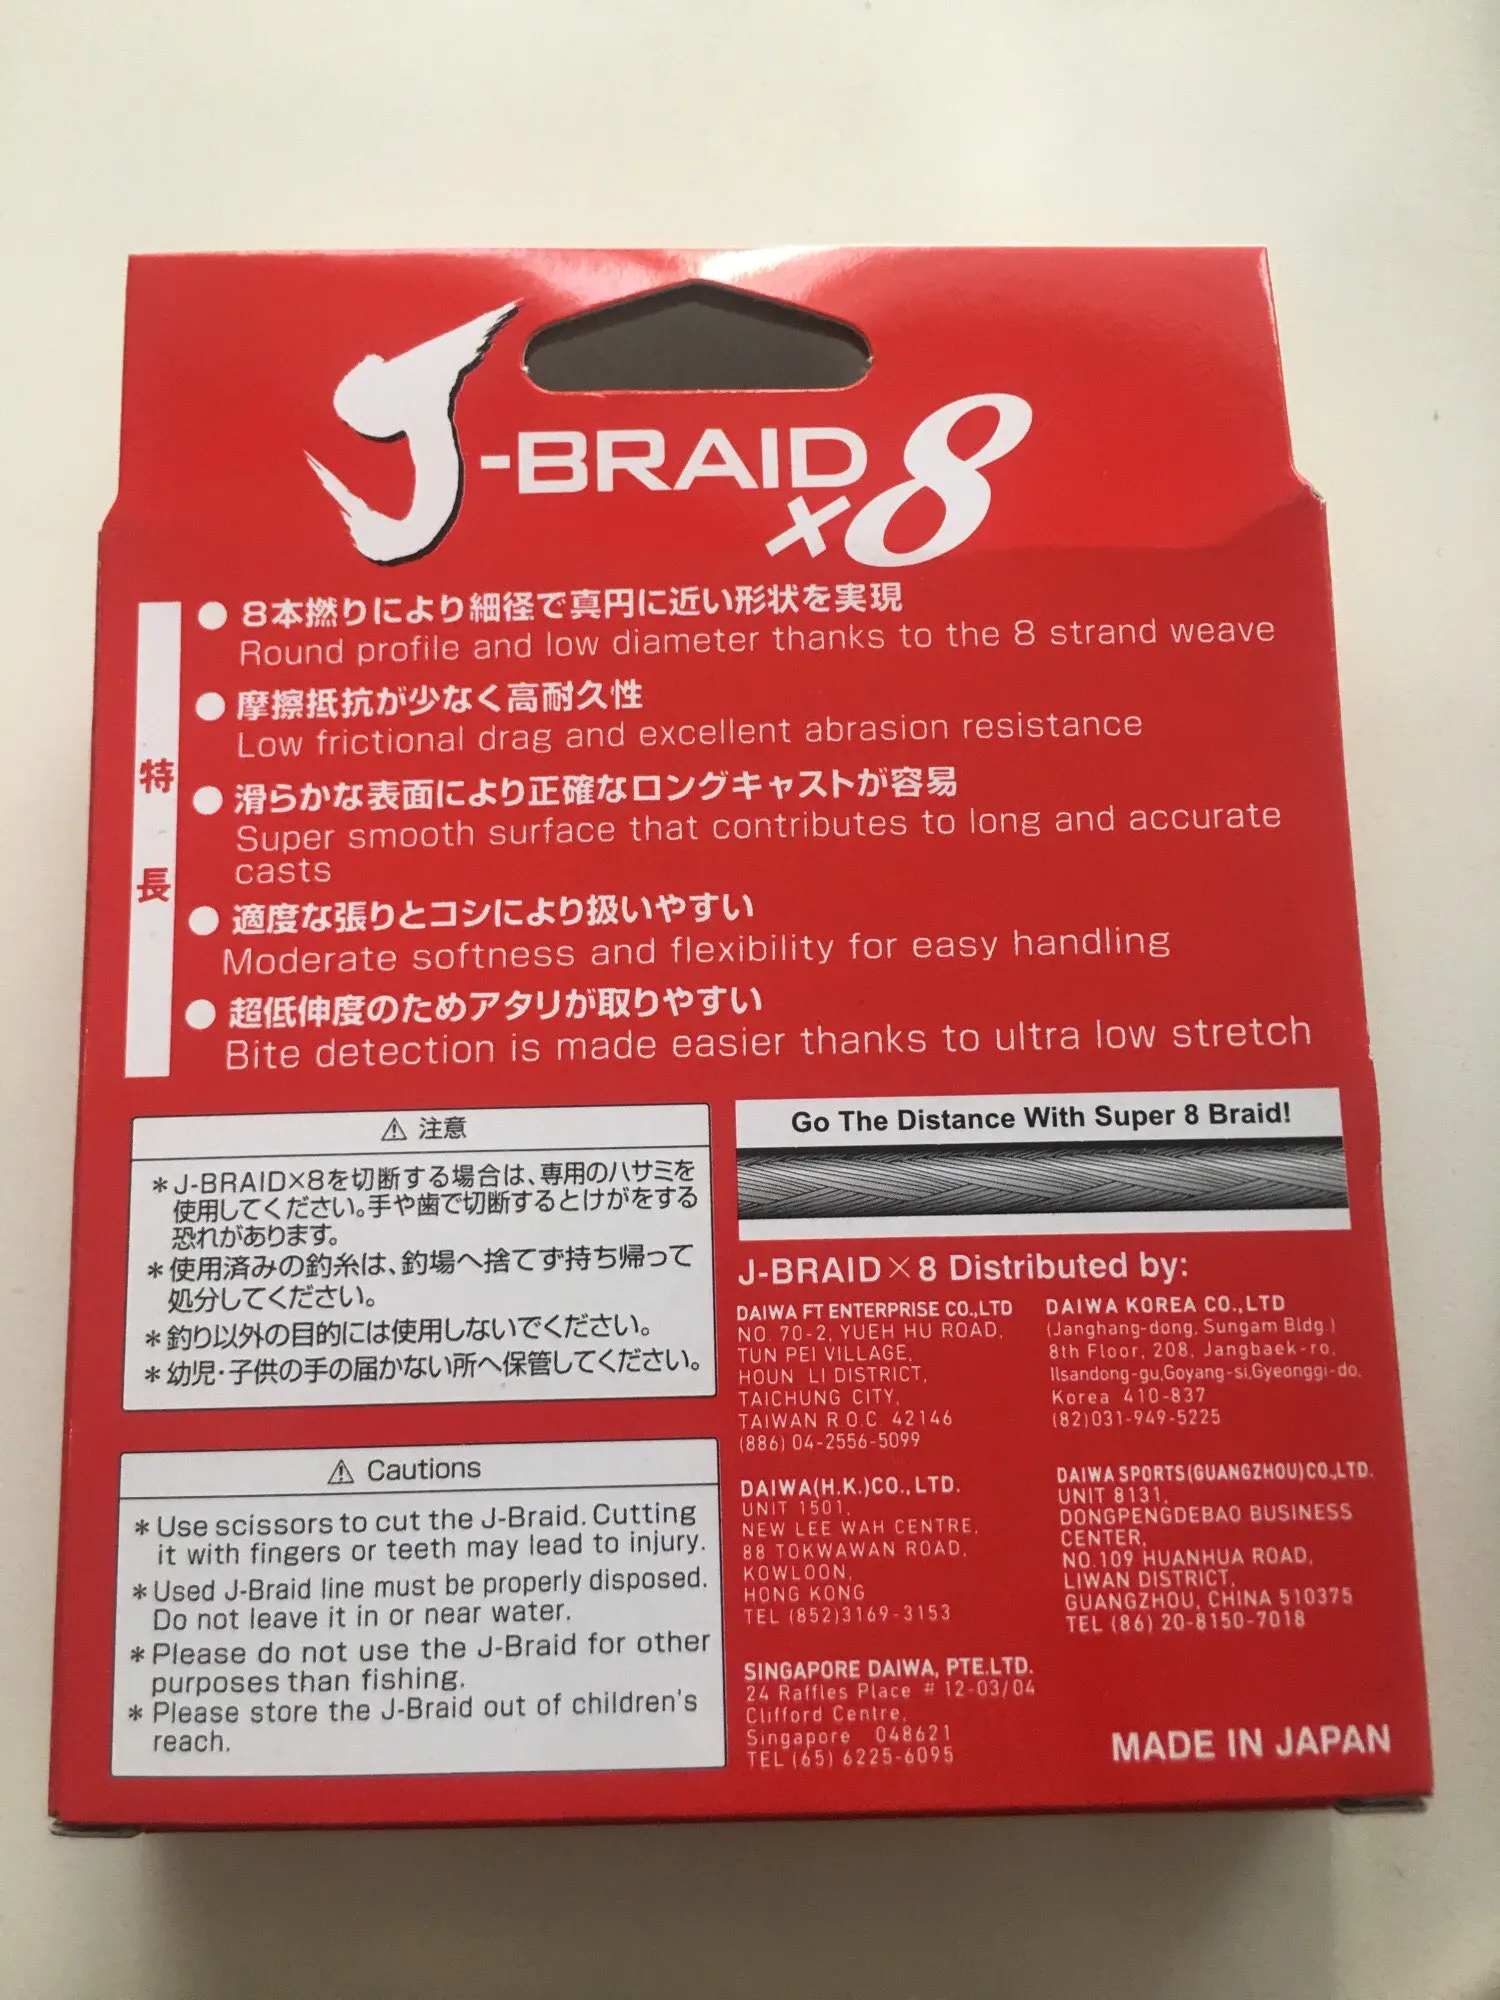 J-BRAID
×8
特長
● 8本撚りにより細径で真円に近い形状を実現
Round profile and low diameter thanks to the 8 strand weave
● 摩擦抵抗が少なく高耐久性
Low frictional drag and excellent abrasion resistance
● 滑らかな表面により正確なロングキャストが容易
Super smooth surface that contributes to long and accurate
casts
● 適度な張りとコシにより扱いやすい
Moderate softness and flexibility for easy handling
● 超低伸度のためアタリが取りやすい
Bite detection is made easier thanks to ultra low stretch
⚠ 注意
*J-BRAID×8を切断する場合は、専用のハサミを
使用してください。手や歯で切断するとけがをする
恐れがあります。
*使用済みの釣糸は、釣場へ捨てず持ち帰って
処分してください。
*釣り以外の目的には使用しないでください。
*幼児・子供の手の届かない所へ保管してください。
⚠ Cautions
* Use scissors to cut the J-Braid. Cutting
it with fingers or teeth may lead to injury.
* Used J-Braid line must be properly disposed.
Do not leave it in or near water.
* Please do not use the J-Braid for other
purposes than fishing.
* Please store the J-Braid out of children's
reach.
Go The Distance With Super 8 Braid!
J-BRAID×8 Distributed by:
DAIWA FT ENTERPRISE CO.,LTD
NO. 70-2, YUEH HU ROAD,
TUN PEI VILLAGE,
HOUN LI DISTRICT,
TAICHUNG CITY,
TAIWAN R.O.C. 42146
(886) 04-2556-5099
DAIWA KOREA CO.,LTD
(Janghang-dong, Sungam Bldg.)
8th Floor, 208, Jangbaek-ro,
Ilsandong-gu,Goyang-si,Gyeonggi-do,
Korea 410-837
(82)031-949-5225
DAIWA(H.K.)CO.,LTD.
UNIT 1501,
NEW LEE WAH CENTRE,
88 TOKWAWAN ROAD,
KOWLOON,
HONG KONG
TEL (852)3169-3153
DAIWA SPORTS(GUANGZHOU)CO.,LTD.
UNIT 8131,
DONGPENGDEBAO BUSINESS
CENTER,
NO.109 HUANHUA ROAD,
LIWAN DISTRICT,
GUANGZHOU, CHINA 510375
TEL (86) 20-8150-7018
SINGAPORE DAIWA, PTE.LTD.
24 Raffles Place # 12-03/04
Clifford Centre,
Singapore 048621
TEL (65) 6225-6095
MADE IN JAPAN